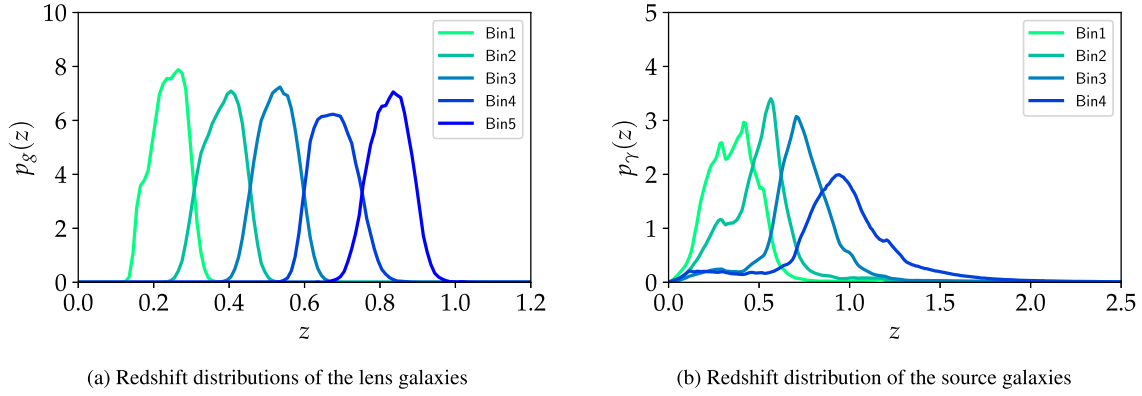 10
8
6
4
2
0
p_g(z)
0.0 0.2 0.4 0.6 0.8 1.0 1.2
z
Bin1
Bin2
Bin3
Bin4
Bin5
(a) Redshift distributions of the lens galaxies
5
4
3
2
1
0
p_γ(z)
0.0 0.5 1.0 1.5 2.0 2.5
z
Bin1
Bin2
Bin3
Bin4
(b) Redshift distribution of the source galaxies